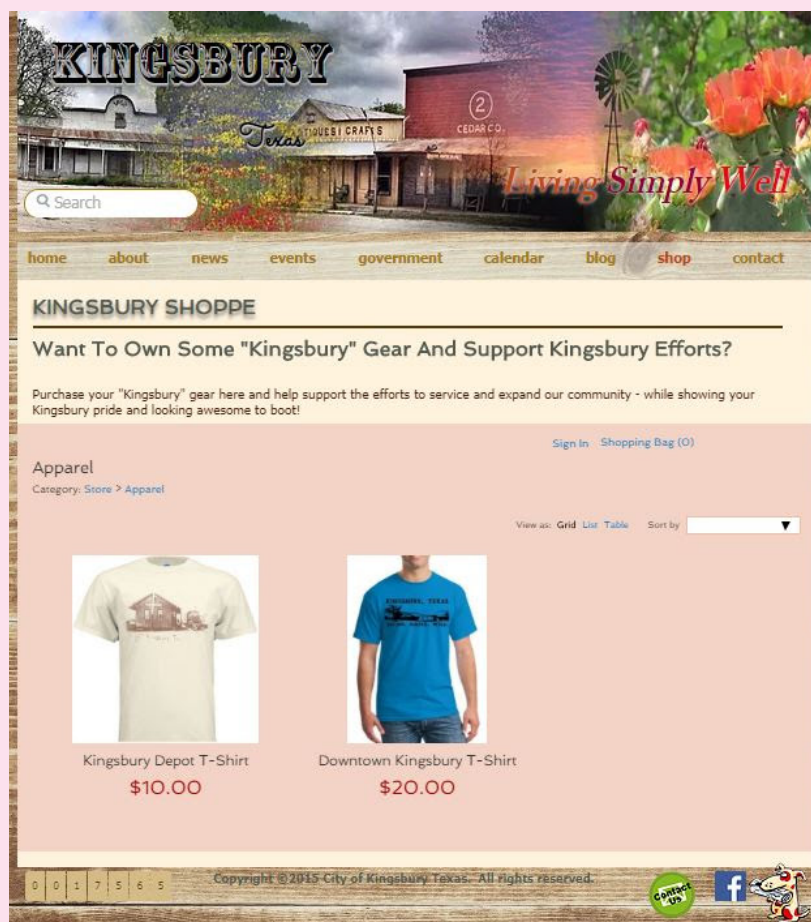 KINGSBURY
Texas
ANTIQUES & CRAFTS
2
CEDAR CO.
Living Simply Well
Search
home about news events government calendar blog shop contact
KINGSBURY SHOPPE
Want To Own Some "Kingsbury" Gear And Support Kingsbury Efforts?
Purchase your "Kingsbury" gear here and help support the efforts to service and expand our community - while showing your
Kingsbury pride and looking awesome to boot!
Sign In Shopping Bag (0)
Apparel
Category: Store > Apparel
View as: Grid List Table Sort by
KINGSBURY, TEXAS
Kingsbury Depot T-Shirt Downtown Kingsbury T-Shirt
$10.00 $20.00
0 0 1 7 5 6 5
Copyright ©2015 City of Kingsbury Texas. All rights reserved.
Contact
Us
f